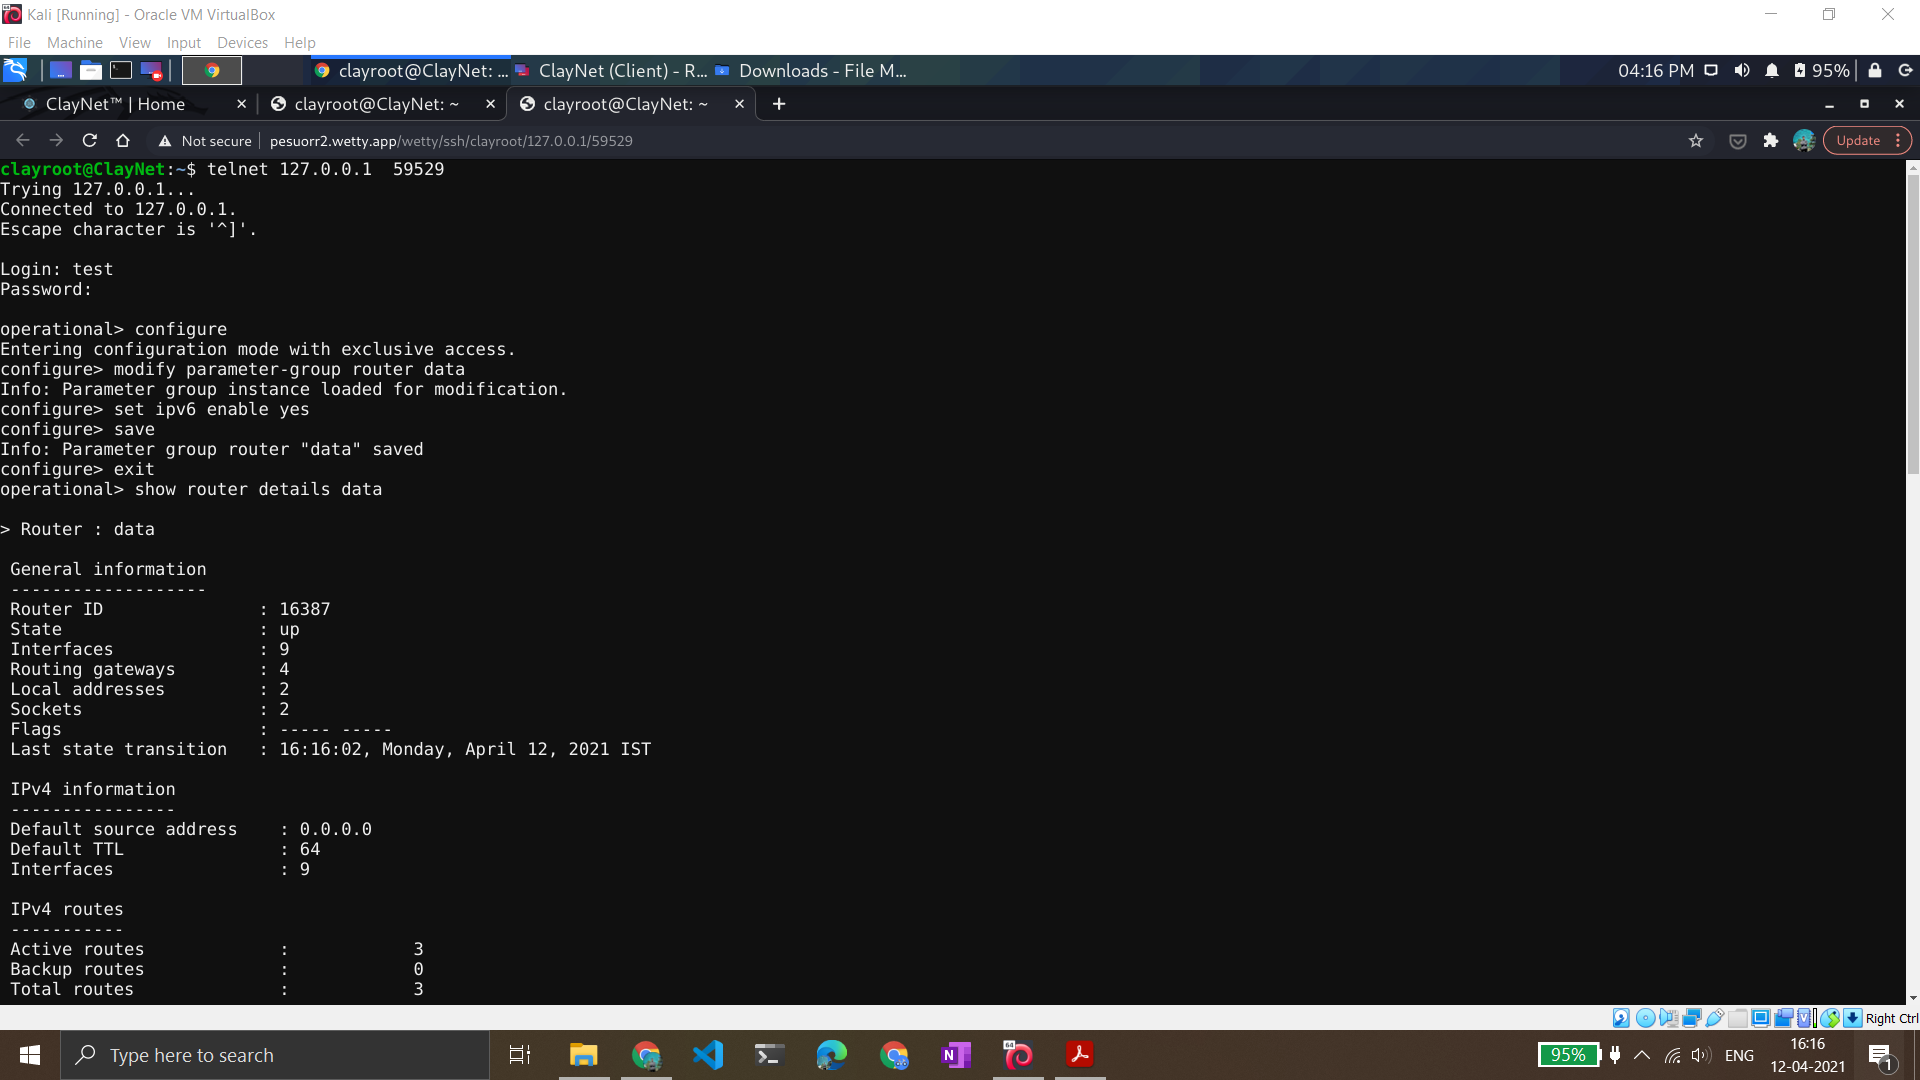 Kali [Running] - Oracle VM VirtualBox
File Machine View Input Devices Help
clayroot@ClayNet: ... ClayNet (Client) - R... Downloads - File M... 04:16 PM 95%
ClayNet™ | Home clayroot@ClayNet: ~ clayroot@ClayNet: ~
Not secure pesuorr2.wetty.app/wetty/ssh/clayroot/127.0.0.1/59529 Update
clayroot@ClayNet:~$ telnet 127.0.0.1  59529
Trying 127.0.0.1...
Connected to 127.0.0.1.
Escape character is '^]'.
Login: test
Password:
operational> configure
Entering configuration mode with exclusive access.
configure> modify parameter-group router data
Info: Parameter group instance loaded for modification.
configure> set ipv6 enable yes
configure> save
Info: Parameter group router "data" saved
configure> exit
operational> show router details data
> Router : data
General information
-------------------
Router ID : 16387
State : up
Interfaces : 9
Routing gateways : 4
Local addresses : 2
Sockets : 2
Flags : ----- -----
Last state transition : 16:16:02, Monday, April 12, 2021 IST
IPv4 information
----------------
Default source address : 0.0.0.0
Default TTL : 64
Interfaces : 9
IPv4 routes
-----------
Active routes : 3
Backup routes : 0
Total routes : 3
Right Ctrl
Type here to search 95% ENG 16:16
12-04-2021 1